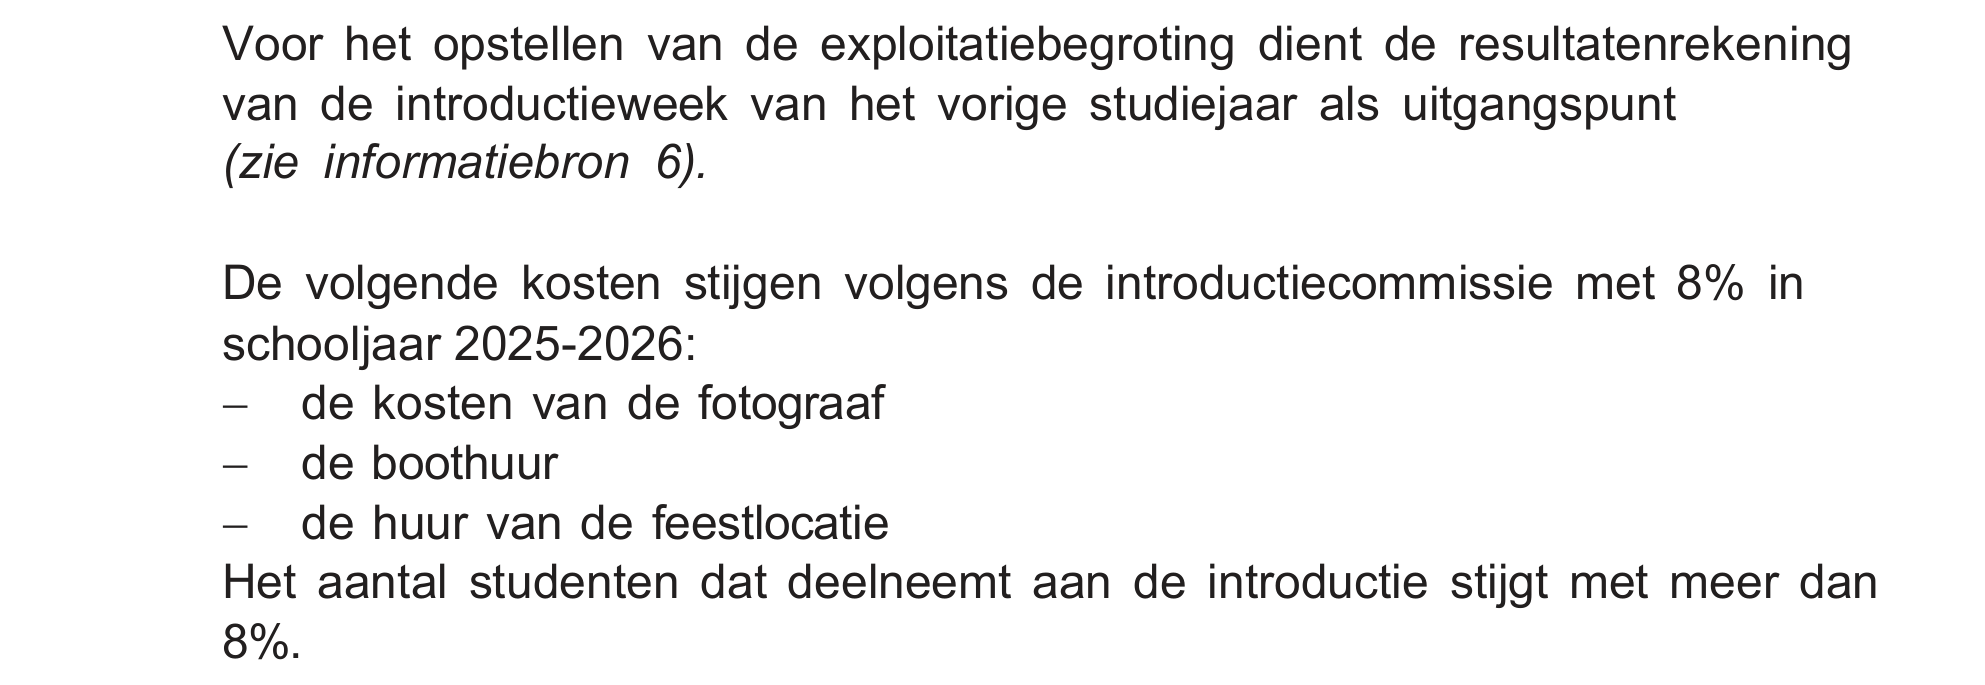 Voor het opstellen van de exploitatiebegroting dient de resultatenrekening
van de introductieweek van het vorige studiejaar als uitgangspunt
(zie informatiebron 6).
De volgende kosten stijgen volgens de introductiecommissie met 8% in
schooljaar 2025-2026:
– de kosten van de fotograaf
– de boothuur
– de huur van de feestlocatie
Het aantal studenten dat deelneemt aan de introductie stijgt met meer dan
8%.